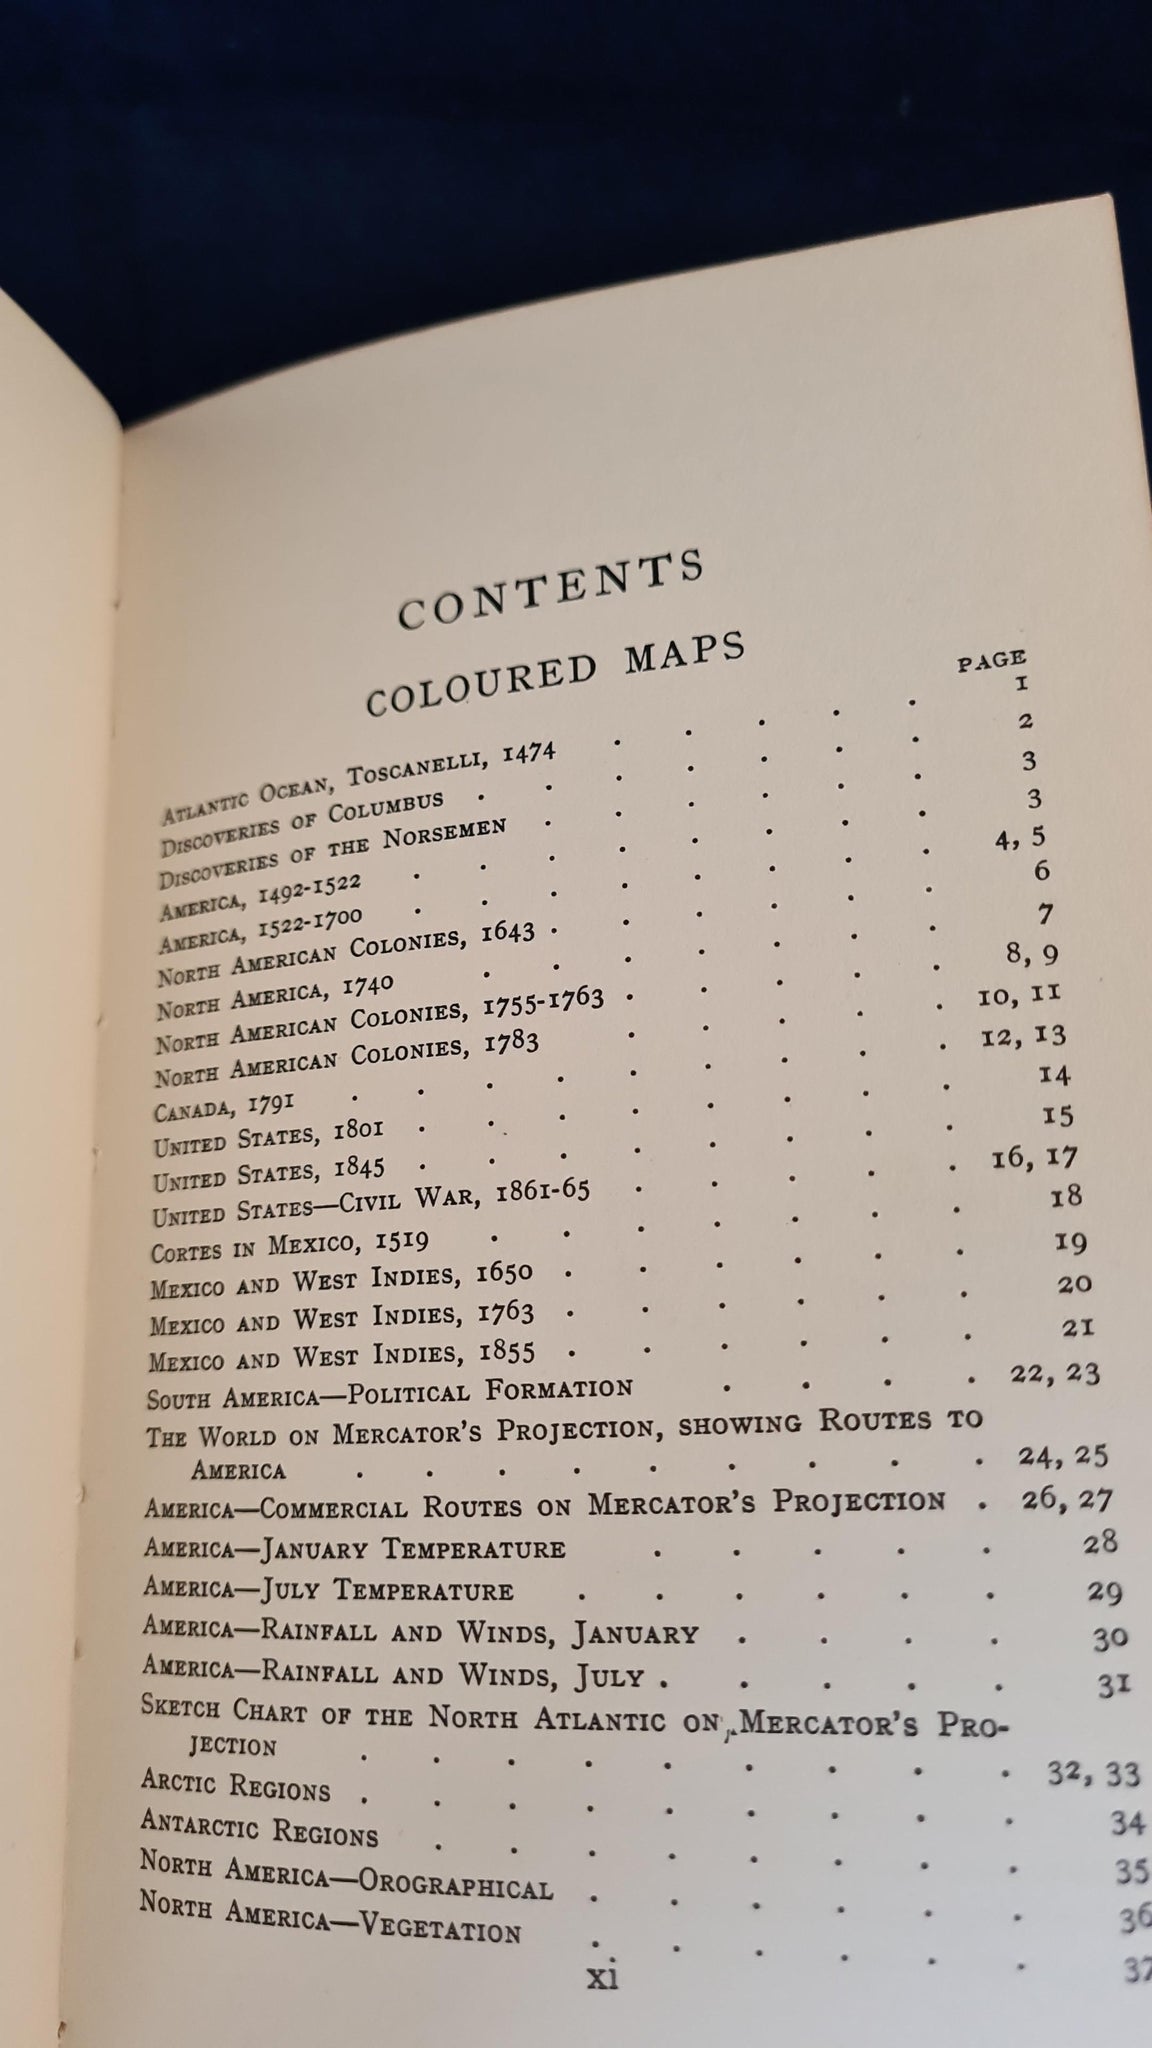 CONTENTS
COLOURED MAPS
PAGE
ATLANTIC OCEAN, TOSCANELLI, 1474 . . . . . 1
DISCOVERIES OF COLUMBUS . . . . . . 2
DISCOVERIES OF THE NORSEMEN . . . . . . 3
AMERICA, 1492-1522 . . . . . . . 3
AMERICA, 1522-1700 . . . . . . . 4, 5
NORTH AMERICAN COLONIES, 1643 . . . . . . 6
NORTH AMERICA, 1740 . . . . . . . 7
NORTH AMERICAN COLONIES, 1755-1763 . . . . . 8, 9
NORTH AMERICAN COLONIES, 1783 . . . . . 10, 11
CANADA, 1791 . . . . . . . . . 12, 13
UNITED STATES, 1801 . . . . . . . . 14
UNITED STATES, 1845 . . . . . . . . 15
UNITED STATES—CIVIL WAR, 1861-65 . . . . . 16, 17
CORTES IN MEXICO, 1519 . . . . . . . 18
MEXICO AND WEST INDIES, 1650 . . . . . . 19
MEXICO AND WEST INDIES, 1763 . . . . . . 20
MEXICO AND WEST INDIES, 1855 . . . . . . 21
SOUTH AMERICA—POLITICAL FORMATION . . . . 22, 23
THE WORLD ON MERCATOR'S PROJECTION, SHOWING ROUTES TO
AMERICA . . . . . . . . . 24, 25
AMERICA—COMMERCIAL ROUTES ON MERCATOR'S PROJECTION . 26, 27
AMERICA—JANUARY TEMPERATURE . . . . . 28
AMERICA—JULY TEMPERATURE . . . . . . 29
AMERICA—RAINFALL AND WINDS, JANUARY . . . . 30
AMERICA—RAINFALL AND WINDS, JULY . . . . . 31
SKETCH CHART OF THE NORTH ATLANTIC ON MERCATOR'S PRO-
JECTION . . . . . . . . . 32, 33
ARCTIC REGIONS . . . . . . . . . 34
ANTARCTIC REGIONS . . . . . . . . 35
NORTH AMERICA—OROGRAPHICAL . . . . . . 36
NORTH AMERICA—VEGETATION . . . . . . 37
xi